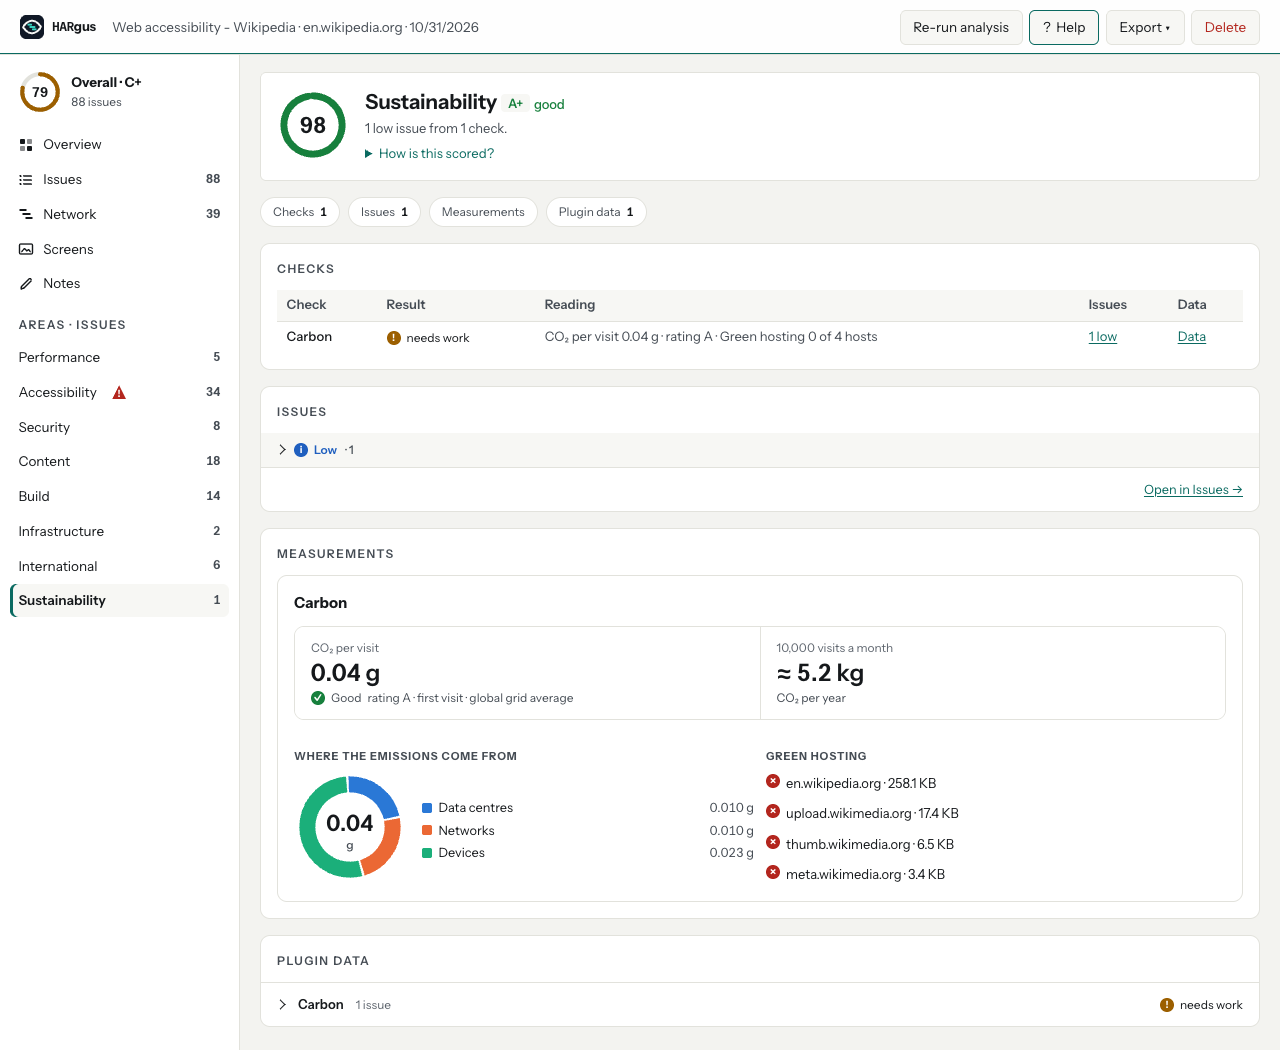 HARgus
Web accessibility - Wikipedia · en.wikipedia.org · 10/31/2026
Re-run analysis
? Help
Export ▾
Delete
79
Overall · C+
88 issues
Overview
Issues 88
Network 39
Screens
Notes
AREAS · ISSUES
Performance 5
Accessibility 34
Security 8
Content 18
Build 14
Infrastructure 2
International 6
Sustainability 1
98
Sustainability A+ good
1 low issue from 1 check.
▶ How is this scored?
Checks 1
Issues 1
Measurements
Plugin data 1
CHECKS
Check Result Reading Issues Data
Carbon ! needs work CO₂ per visit 0.04 g · rating A · Green hosting 0 of 4 hosts 1 low Data
ISSUES
i Low · 1
Open in Issues →
MEASUREMENTS
Carbon
CO₂ per visit
0.04 g
Good rating A · first visit · global grid average
10,000 visits a month
≈ 5.2 kg
CO₂ per year
WHERE THE EMISSIONS COME FROM
0.04
g
Data centres 0.010 g
Networks 0.010 g
Devices 0.023 g
GREEN HOSTING
en.wikipedia.org · 258.1 KB
upload.wikimedia.org · 17.4 KB
thumb.wikimedia.org · 6.5 KB
meta.wikimedia.org · 3.4 KB
PLUGIN DATA
Carbon 1 issue ! needs work